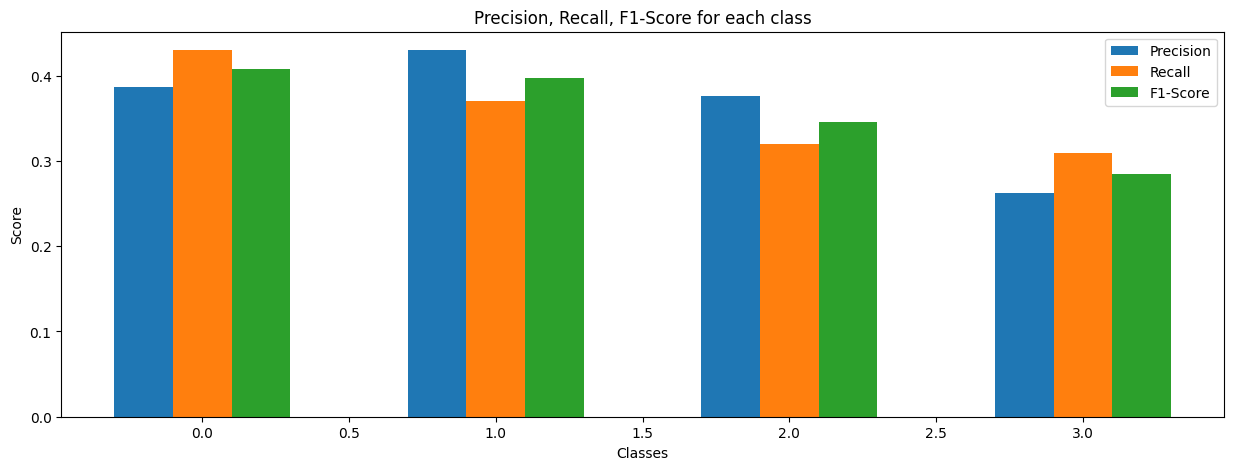 Precision, Recall, F1-Score for each class
Precision
Recall
F1-Score
Score
0.4
0.3
0.2
0.1
0.0
0.0 0.5 1.0 1.5 2.0 2.5 3.0
Classes